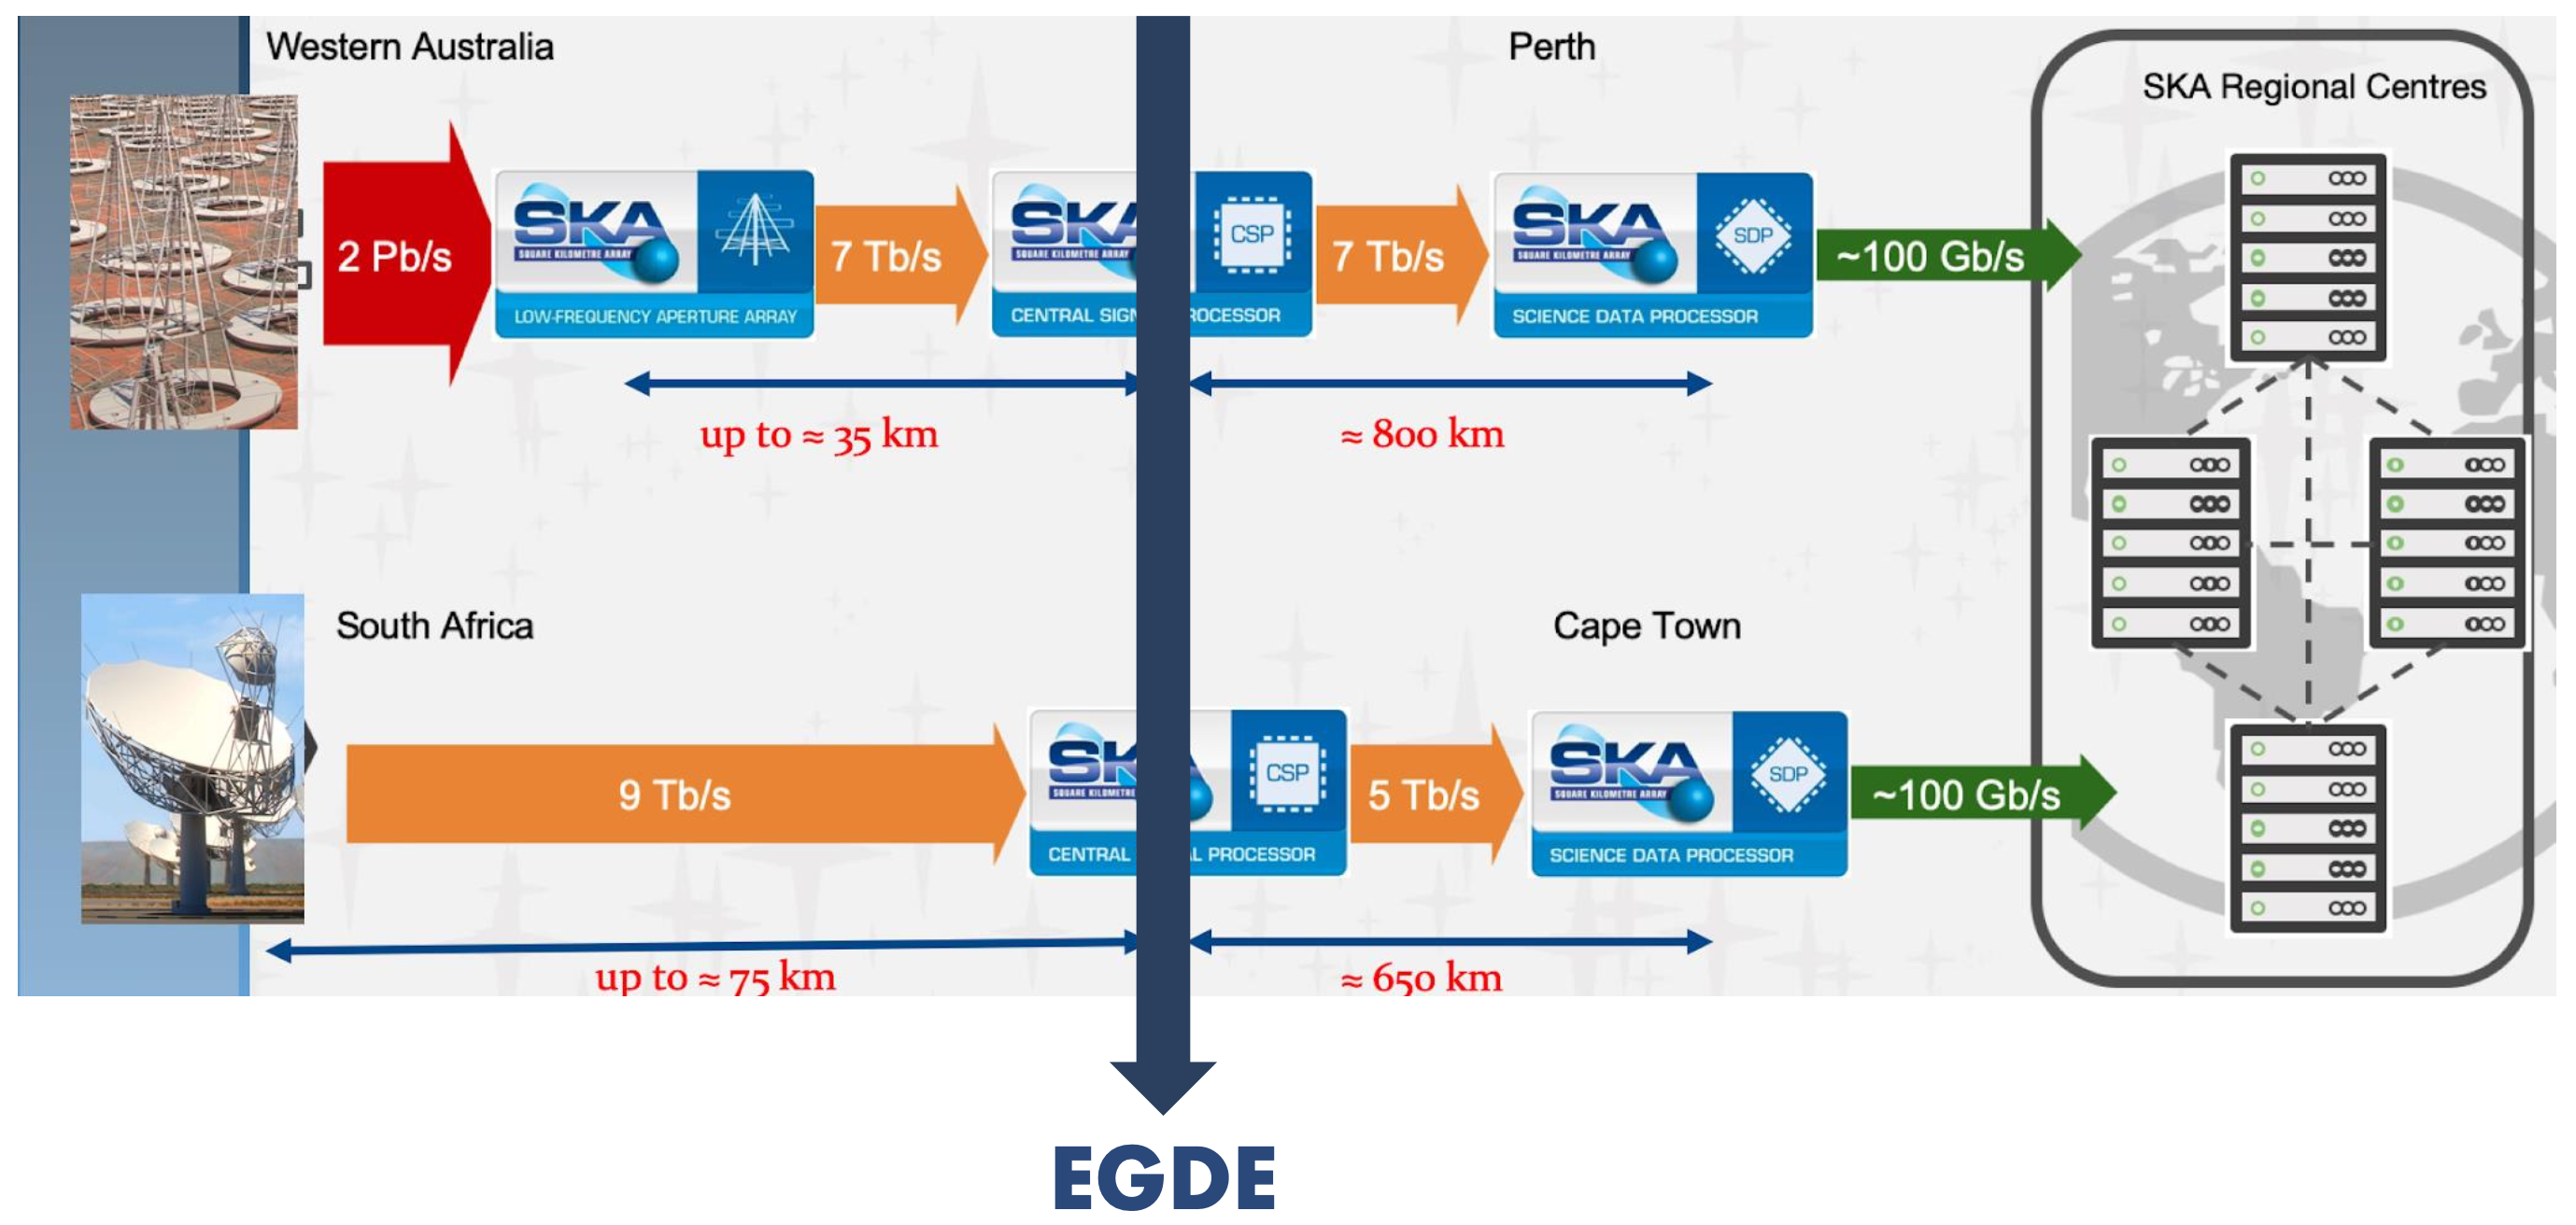 Western Australia
Perth
SKA Regional Centres
2 Pb/s
SKA
SQUARE KILOMETRE ARRAY
LOW-FREQUENCY APERTURE ARRAY
7 Tb/s
SKA
SQUARE KILOMETRE ARRAY
CSP
CENTRAL SIGN ROCESSOR
7 Tb/s
SKA
SQUARE KILOMETRE ARRAY
SDP
SCIENCE DATA PROCESSOR
~100 Gb/s
up to ≈ 35 km
≈ 800 km
South Africa
Cape Town
9 Tb/s
SK
SQUARE KILOMETRE
CSP
CENTRAL L PROCESSOR
5 Tb/s
SKA
SQUARE KILOMETRE ARRAY
SDP
SCIENCE DATA PROCESSOR
~100 Gb/s
up to ≈ 75 km
≈ 650 km
EGDE